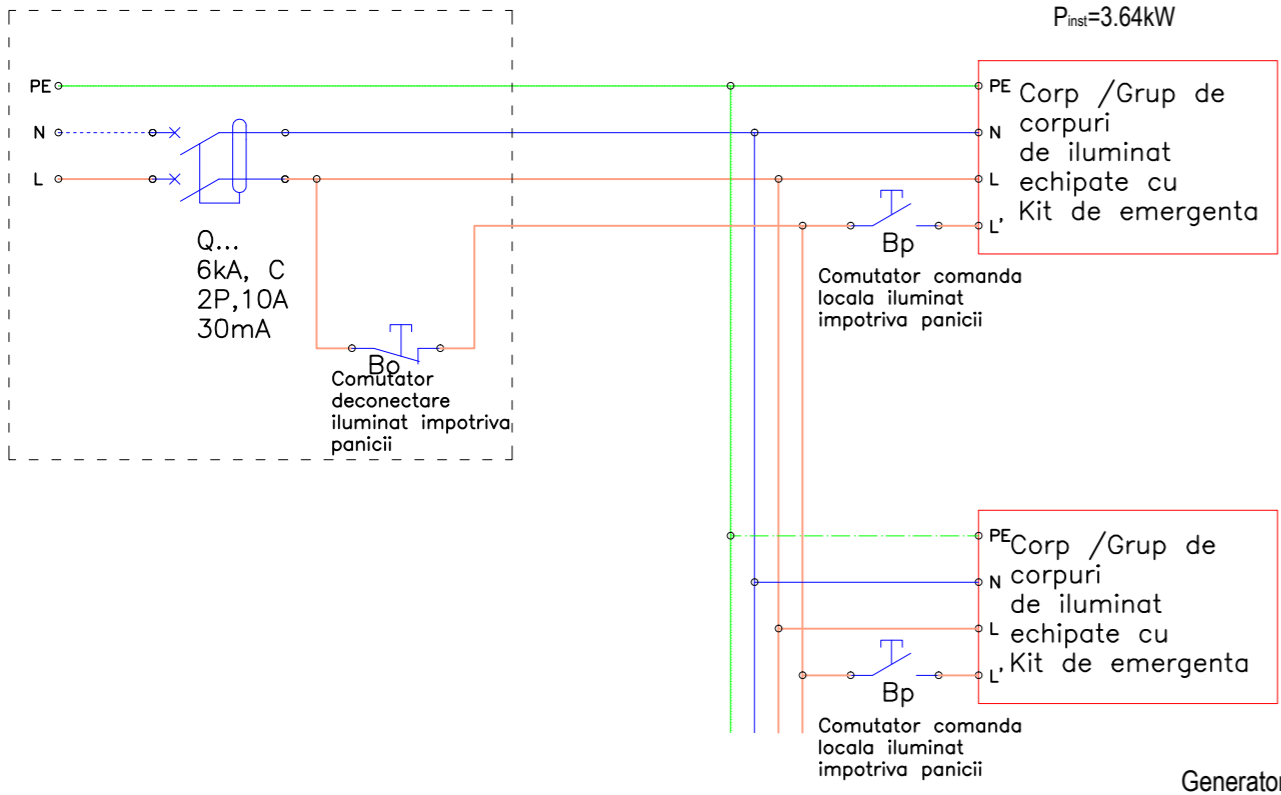 Pinst=3.64kW
PE
N
L
Q...
6kA, C
2P,10A
30mA
Bo
Comutator
deconectare
iluminat impotriva
panicii
PE
N
L
L'
Corp /Grup de
corpuri
de iluminat
echipate cu
Kit de emergenta
Bp
Comutator comanda
locala iluminat
impotriva panicii
PE
N
L
L'
Corp /Grup de
corpuri
de iluminat
echipate cu
Kit de emergenta
Bp
Comutator comanda
locala iluminat
impotriva panicii
Generator